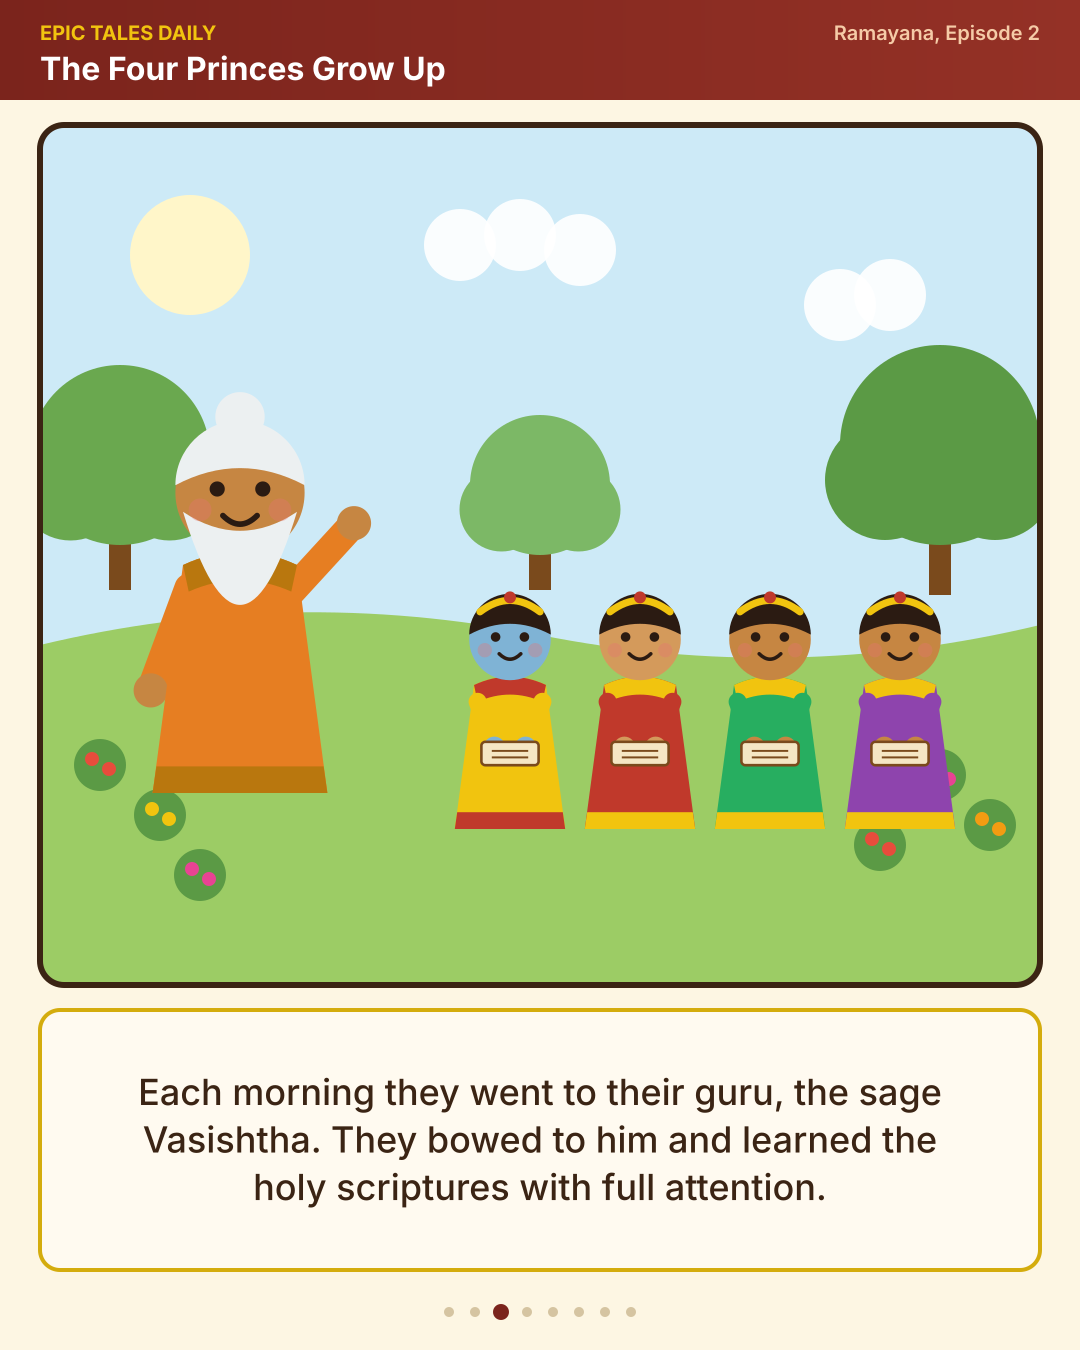 EPIC TALES DAILY
Ramayana, Episode 2
The Four Princes Grow Up
Each morning they went to their guru, the sage
Vasishtha. They bowed to him and learned the
holy scriptures with full attention.